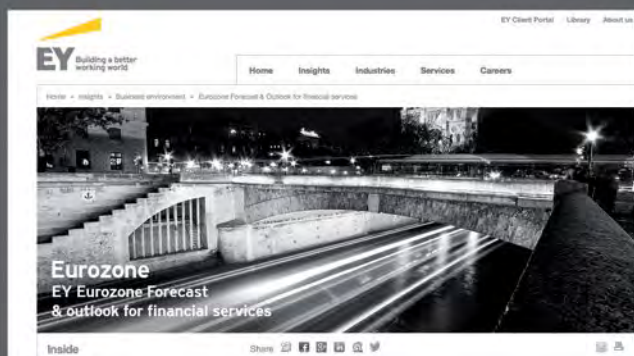 EY Client Portal Library About us
EY Building a better
working world
Home Insights Industries Services Careers
Home • Insights • Business environment • Eurozone Forecast & Outlook for financial services
Eurozone
EY Eurozone Forecast
& outlook for financial services
Inside
Share